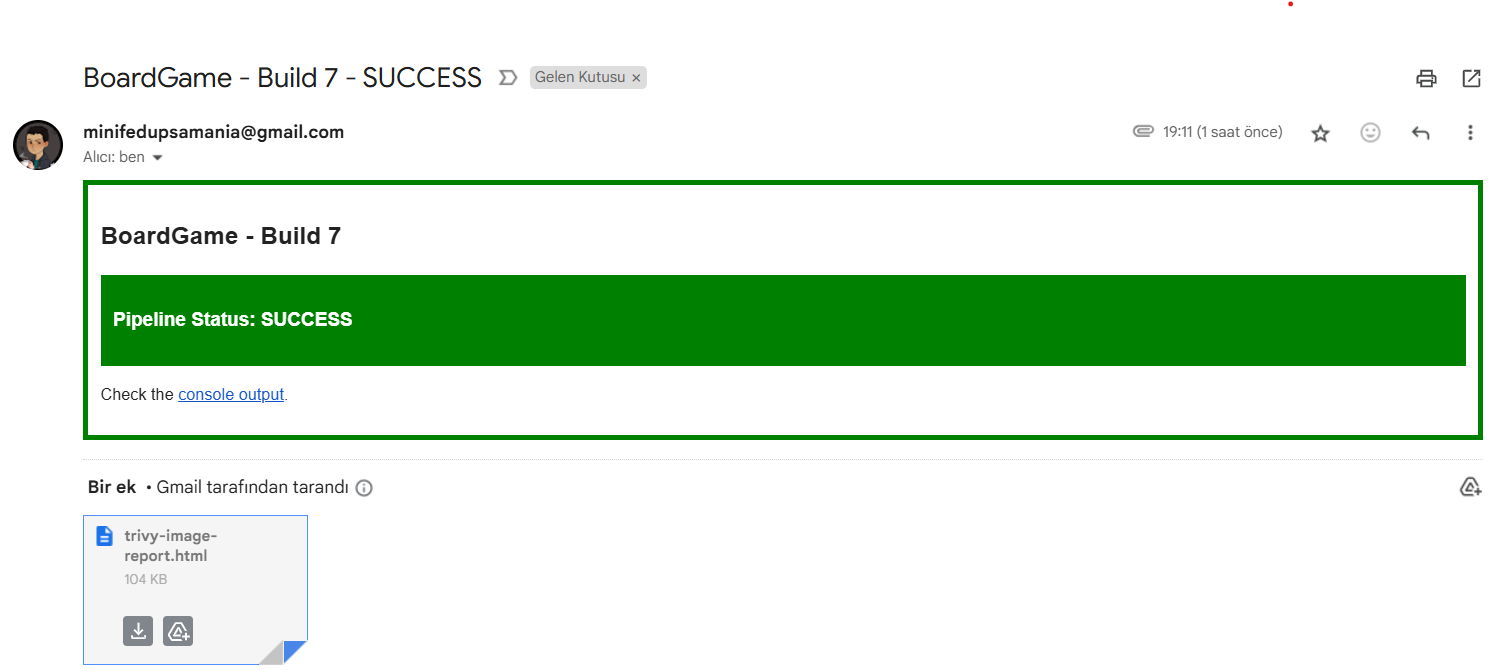 BoardGame - Build 7 - SUCCESS Gelen Kutusu ×
minifedupsamania@gmail.com 19:11 (1 saat önce)
Alıcı: ben
BoardGame - Build 7
Pipeline Status: SUCCESS
Check the console output.
Bir ek • Gmail tarafından tarandı
trivy-image-
report.html
104 KB